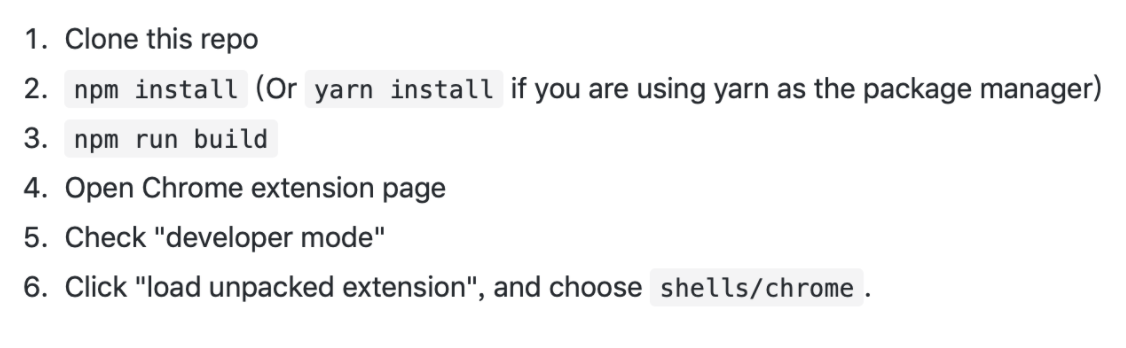 1. Clone this repo
2. npm install (Or yarn install if you are using yarn as the package manager)
3. npm run build
4. Open Chrome extension page
5. Check "developer mode"
6. Click "load unpacked extension", and choose shells/chrome.